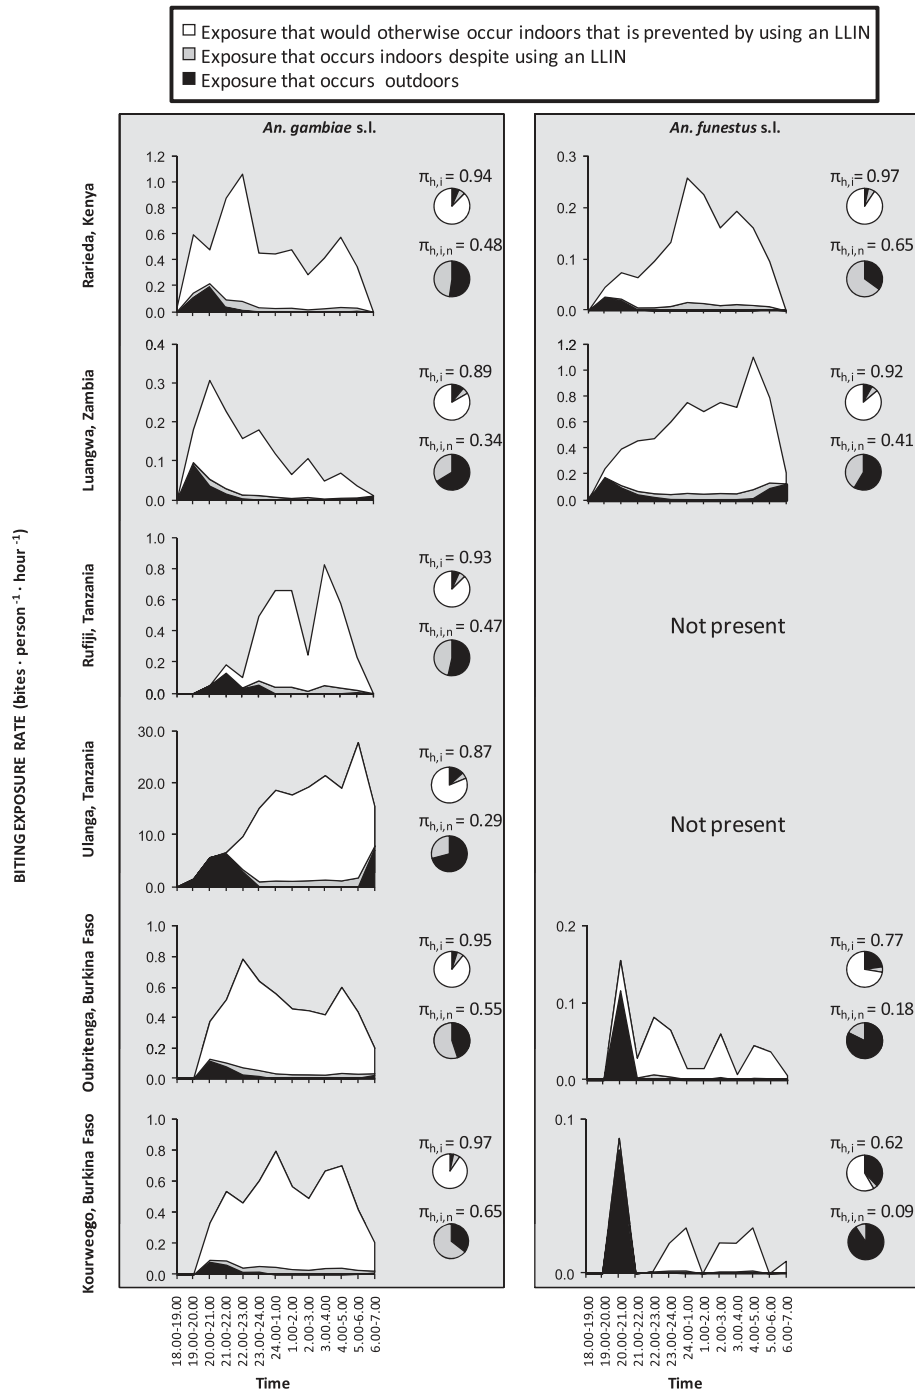 Exposure that would otherwise occur indoors that is prevented by using an LLIN
Exposure that occurs indoors despite using an LLIN
Exposure that occurs outdoors
BITING EXPOSURE RATE (bites · person⁻¹ · hour⁻¹)
An. gambiae s.l.
An. funestus s.l.
Rarieda, Kenya
1.2
1.0
0.8
0.6
0.4
0.2
0.0
πh,i = 0.94
πh,i,n = 0.48
0.3
0.2
0.1
0.0
πh,i = 0.97
πh,i,n = 0.65
Luangwa, Zambia
0.4
0.3
0.2
0.1
0.0
πh,i = 0.89
πh,i,n = 0.34
1.2
1.0
0.8
0.6
0.4
0.2
0.0
πh,i = 0.92
πh,i,n = 0.41
Rufiji, Tanzania
1.0
0.8
0.6
0.4
0.2
0.0
πh,i = 0.93
πh,i,n = 0.47
Not present
Ulanga, Tanzania
30.0
20.0
10.0
0.0
πh,i = 0.87
πh,i,n = 0.29
Not present
Oubritenga, Burkina Faso
1.0
0.8
0.6
0.4
0.2
0.0
πh,i = 0.95
πh,i,n = 0.55
0.2
0.1
0.0
πh,i = 0.77
πh,i,n = 0.18
Kourweogo, Burkina Faso
1.0
0.8
0.6
0.4
0.2
0.0
πh,i = 0.97
πh,i,n = 0.65
0.1
0.0
πh,i = 0.62
πh,i,n = 0.09
18.00-19.00
19.00-20.00
20.00-21.00
21.00-22.00
22.00-23.00
23.00-24.00
24.00-1.00
1.00-2.00
2.00-3.00
3.00.4.00
4.00-5.00
5.00-6.00
6.00-7.00
Time
18.00-19.00
19.00-20.00
20.00-21.00
21.00-22.00
22.00-23.00
23.00-24.00
24.00-1.00
1.00-2.00
2.00-3.00
3.00.4.00
4.00-5.00
5.00-6.00
6.00-7.00
Time